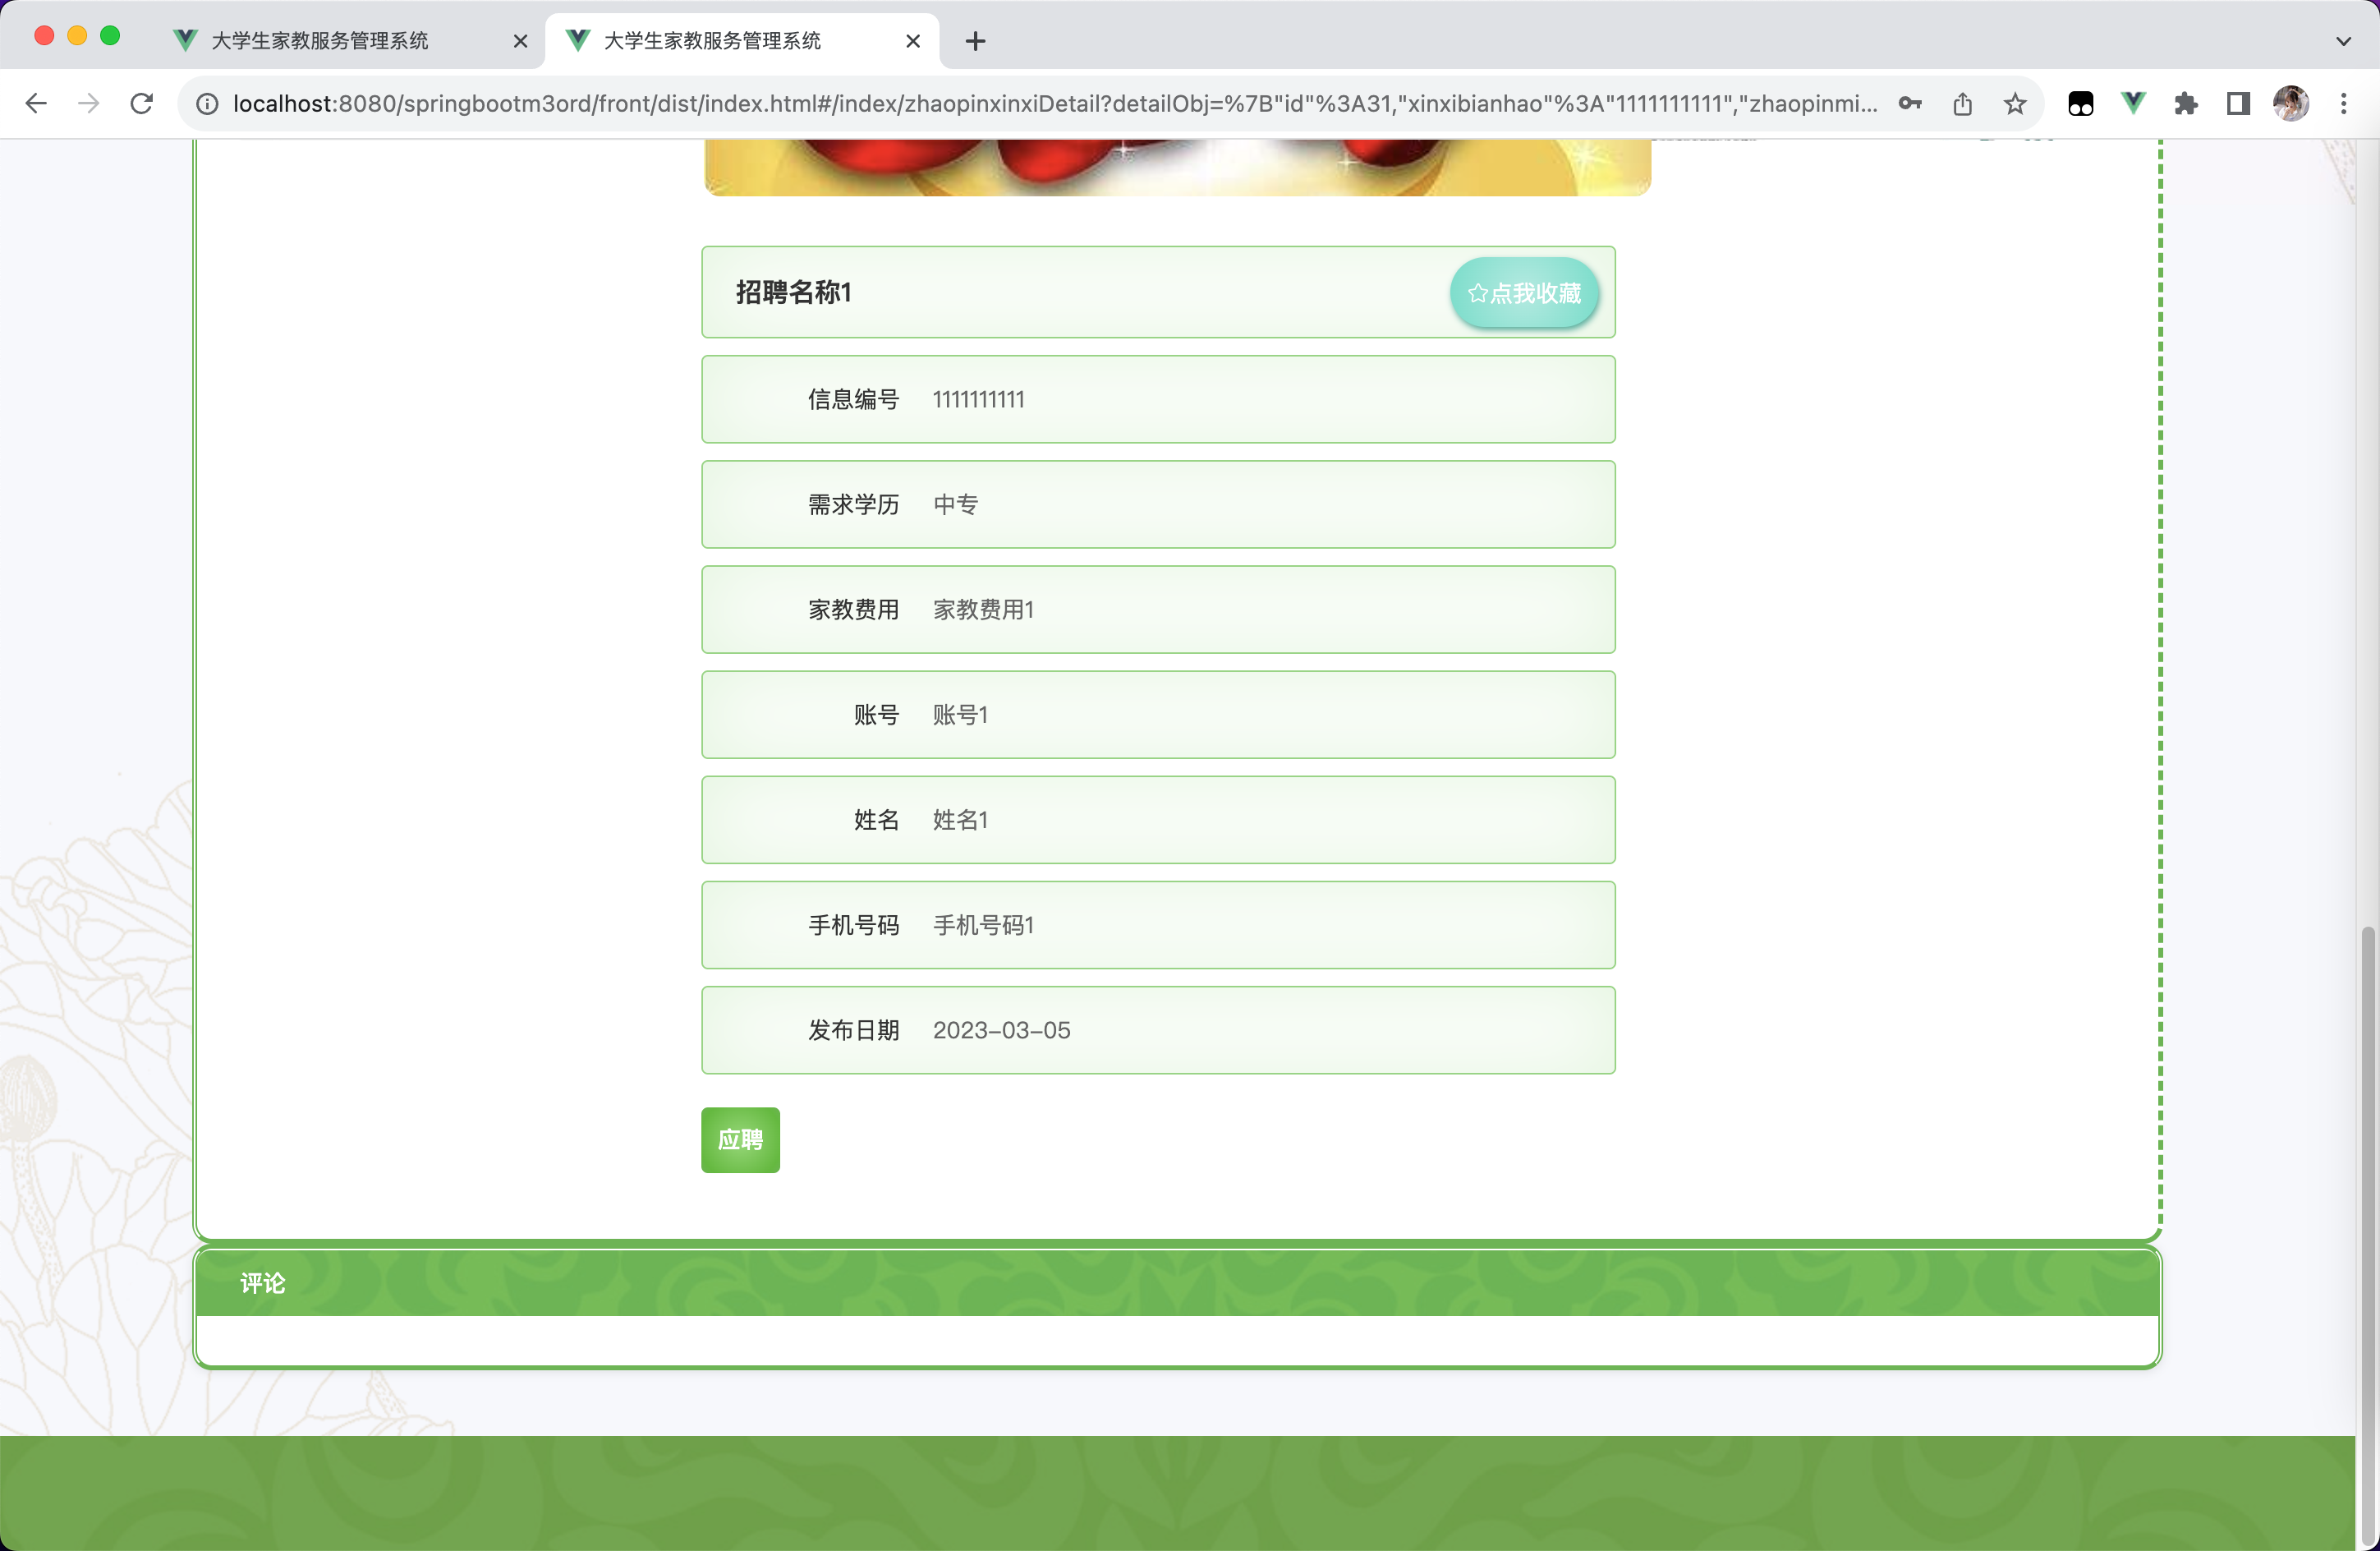 大学生家教服务管理系统
大学生家教服务管理系统
localhost:8080/springbootm3ord/front/dist/index.html#/index/zhaopinxinxiDetail?detailObj=%7B"id"%3A31,"xinxibianhao"%3A"1111111111","zhaopinmi...
招聘名称1
点我收藏
信息编号 1111111111
需求学历 中专
家教费用 家教费用1
账号 账号1
姓名 姓名1
手机号码 手机号码1
发布日期 2023-03-05
应聘
评论